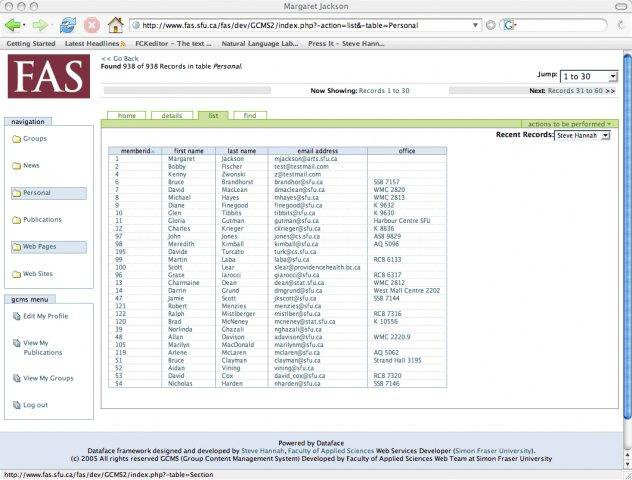 Margaret Jackson
http://www.fas.sfu.ca/fas/dev/GCMS2/index.php?-action=list&-table=Personal
Getting Started Latest Headlines FCKeditor - The text ... Natural Language Lab... Press It - Steve Hann...
FAS
<< Go Back
Found 938 of 938 Records in table Personal.
Jump: 1 to 30
Now Showing: Records 1 to 30
Next: Records 31 to 60 >>
home details list find
actions to be performed
Recent Records: Steve Hannah
navigation
Groups
News
Personal
Publications
Web Pages
Web Sites
gcms menu
Edit My Profile
View My
Publications
View My Groups
Log out
memberid first name last name email address office
1 Margaret Jackson mjackson@arts.sfu.ca
2 Bobby Fischer test@testmail.com
4 Kenny Zwonski z@testmail.com
6 Bruce Brandhorst brandhor@sfu.ca SSB 7157
7 David MacLean dmaclean@sfu.ca WMC 2820
8 Michael Hayes mhayes@sfu.ca WMC 2813
9 Diane Finegood finegood@sfu.ca K 9632
10 Glen Tibbits tibbits@sfu.ca K 9630
11 Gloria Gutman gutman@sfu.ca Harbour Centre SFU
12 Charles Krieger ckrieger@sfu.ca K 8636
97 John Jones jones@cs.sfu.ca ASB 9829
98 Meredith Kimball kimball@sfu.ca AQ 5096
195 Davide Turcato turk@cs.sfu.ca
99 Martin Laba laba@sfu.ca RCB 6133
100 Scott Lear slear@providencehealth.bc.ca
96 Grace Iarocci giarocci@sfu.ca RCB 6317
13 Charmaine Dean dean@stat.sfu.ca WMC 2812
14 Darrin Grund dmgrund@sfu.ca West Mall Centre 2202
47 Jamie Scott jkscott@sfu.ca SSB 7144
121 Robert Menzies menzies@sfu.ca
122 Ralph Mistlberger mistlber@sfu.ca RCB 7316
120 Brad McNeney mcneney@stat.sfu.ca K 10556
39 Norlinda Ghazali nghazali@sfu.ca
48 Allan Davison adavison@sfu.ca WMC 2220.9
105 Marilyn MacDonald marilynm@sfu.ca
119 Arlene McLaren mclaren@sfu.ca AQ 5062
51 Bruce Clayman clayman@sfu.ca Strand Hall 3195
52 Aidan Vining vining@sfu.ca
53 David Cox david_cox@sfu.ca RCB 7320
54 Nicholas Harden nharden@sfu.ca SSB 7146
Powered by Dataface
Dataface framework designed and developed by Steve Hannah, Faculty of Applied Sciences Web Services Developer (Simon Fraser University).
(c) 2005 All rights reserved GCMS (Group Content Management System) Developed by Faculty of Applied Sciences Web Team at Simon Fraser University
http://www.fas.sfu.ca/fas/dev/GCMS2/index.php?-table=Section